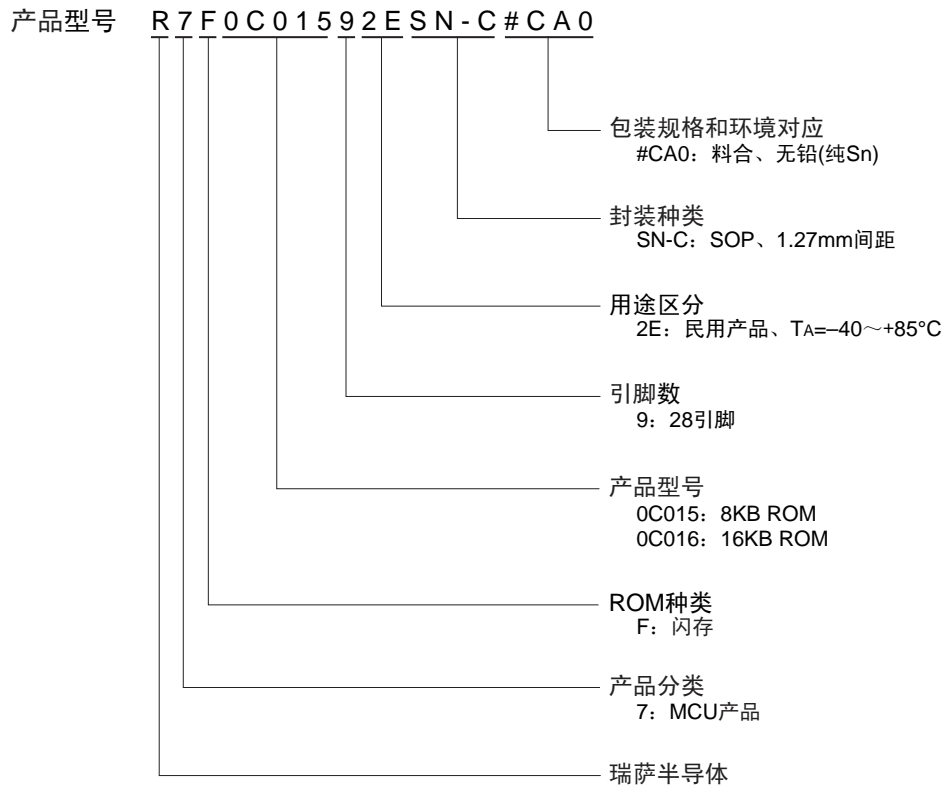 产品型号 R7F0C01592ESN-C#CA0
包装规格和环境对应
#CA0：料合、无铅(纯Sn)
封装种类
SN-C：SOP、1.27mm间距
用途区分
2E：民用产品、TA=–40～+85°C
引脚数
9：28引脚
产品型号
0C015：8KB ROM
0C016：16KB ROM
ROM种类
F：闪存
产品分类
7：MCU产品
瑞萨半导体